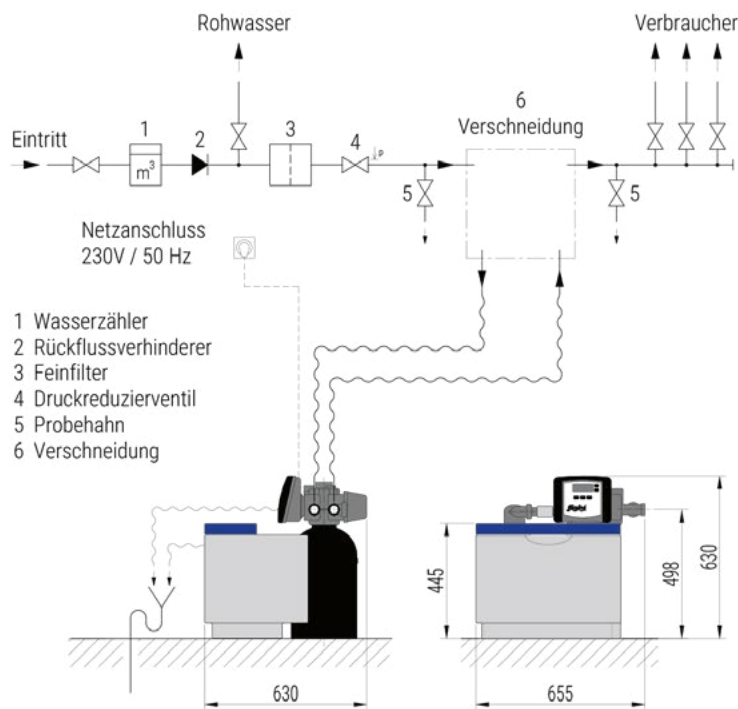 Rohwasser
Verbraucher
Eintritt
1
2
3
4
6
Verschneidung
m³
P
5
5
Netzanschluss
230V / 50 Hz
1 Wasserzähler
2 Rückflussverhinderer
3 Feinfilter
4 Druckreduzierventil
5 Probehahn
6 Verschneidung
445
498
630
630
655